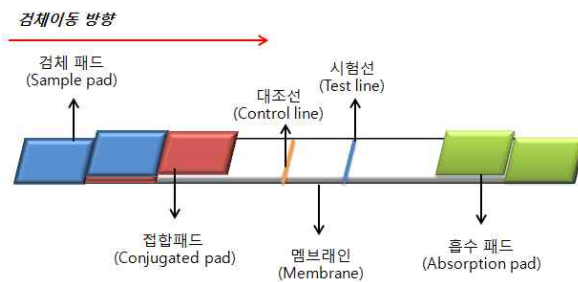 검체이동 방향
검체 패드
(Sample pad)
시험선
(Test line)
대조선
(Control line)
접합패드
(Conjugated pad)
멤브래인
(Membrane)
흡수 패드
(Absorption pad)